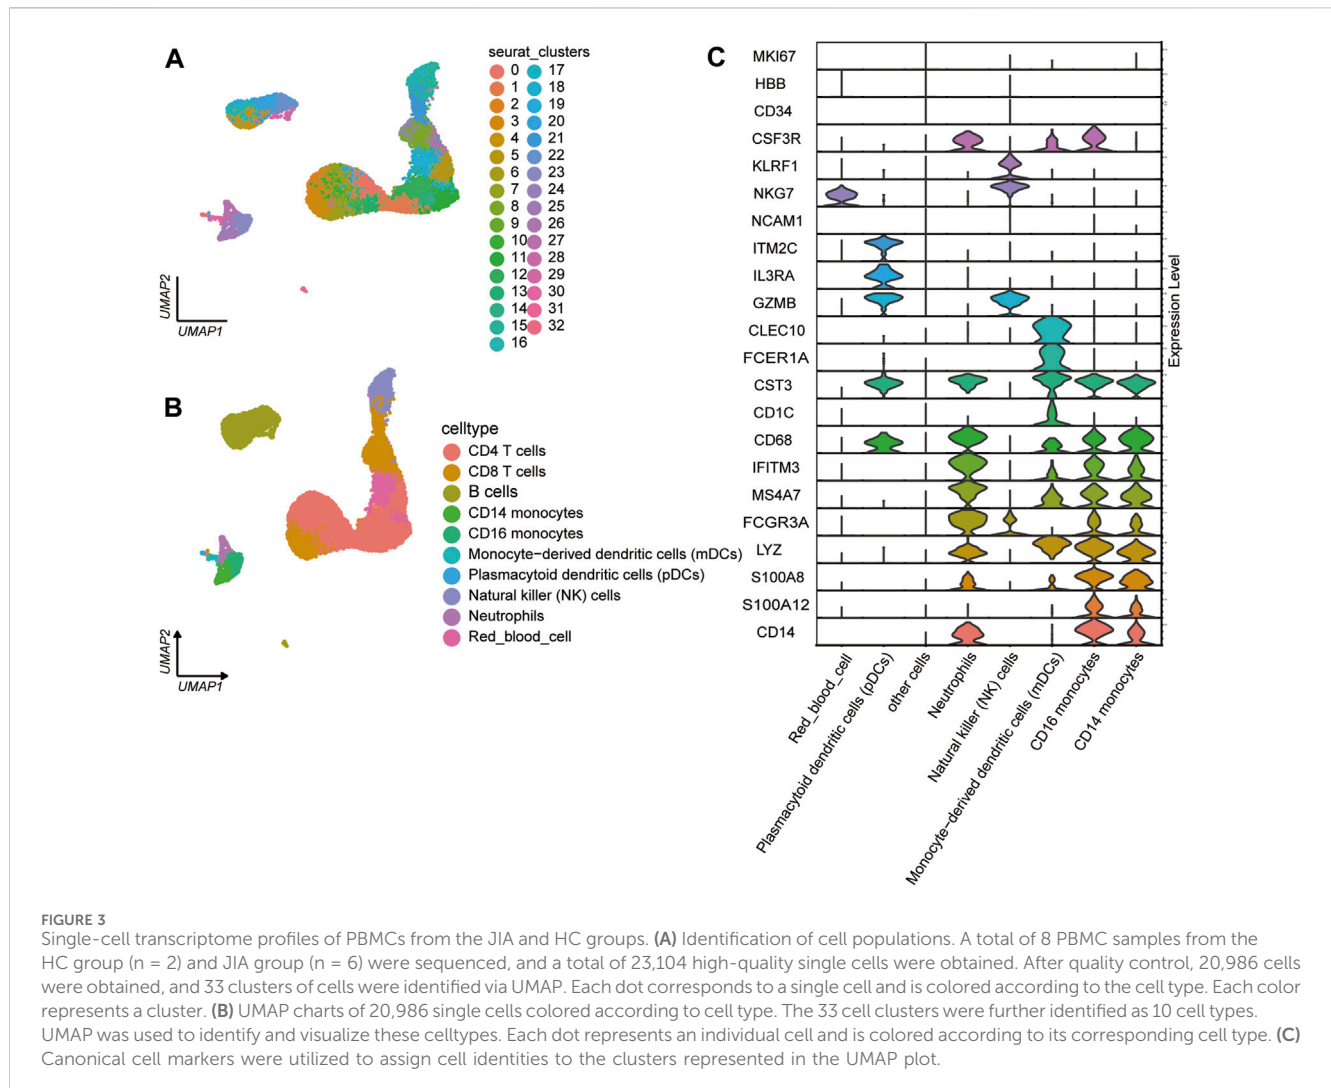 A
seurat_clusters
0 17
1 18
2 19
3 20
4 21
5 22
6 23
7 24
8 25
9 26
10 27
11 28
12 29
13 30
14 31
15 32
16
UMAP2
UMAP1
B
celltype
CD4 T cells
CD8 T cells
B cells
CD14 monocytes
CD16 monocytes
Monocyte-derived dendritic cells (mDCs)
Plasmacytoid dendritic cells (pDCs)
Natural killer (NK) cells
Neutrophils
Red_blood_cell
UMAP2
UMAP1
C
MKI67
HBB
CD34
CSF3R
KLRF1
NKG7
NCAM1
ITM2C
IL3RA
GZMB
CLEC10
FCER1A
CST3
CD1C
CD68
IFITM3
MS4A7
FCGR3A
LYZ
S100A8
S100A12
CD14
Expression Level
Red_blood_cell
Plasmacytoid dendritic cells (pDCs)
other cells
Neutrophils
Natural killer (NK) cells
Monocyte-derived dendritic cells (mDCs)
CD16 monocytes
CD14 monocytes
FIGURE 3
Single-cell transcriptome profiles of PBMCs from the JIA and HC groups. (A) Identification of cell populations. A total of 8 PBMC samples from the
HC group (n = 2) and JIA group (n = 6) were sequenced, and a total of 23,104 high-quality single cells were obtained. After quality control, 20,986 cells
were obtained, and 33 clusters of cells were identified via UMAP. Each dot corresponds to a single cell and is colored according to the cell type. Each color
represents a cluster. (B) UMAP charts of 20,986 single cells colored according to cell type. The 33 cell clusters were further identified as 10 cell types.
UMAP was used to identify and visualize these celltypes. Each dot represents an individual cell and is colored according to its corresponding cell type. (C)
Canonical cell markers were utilized to assign cell identities to the clusters represented in the UMAP plot.